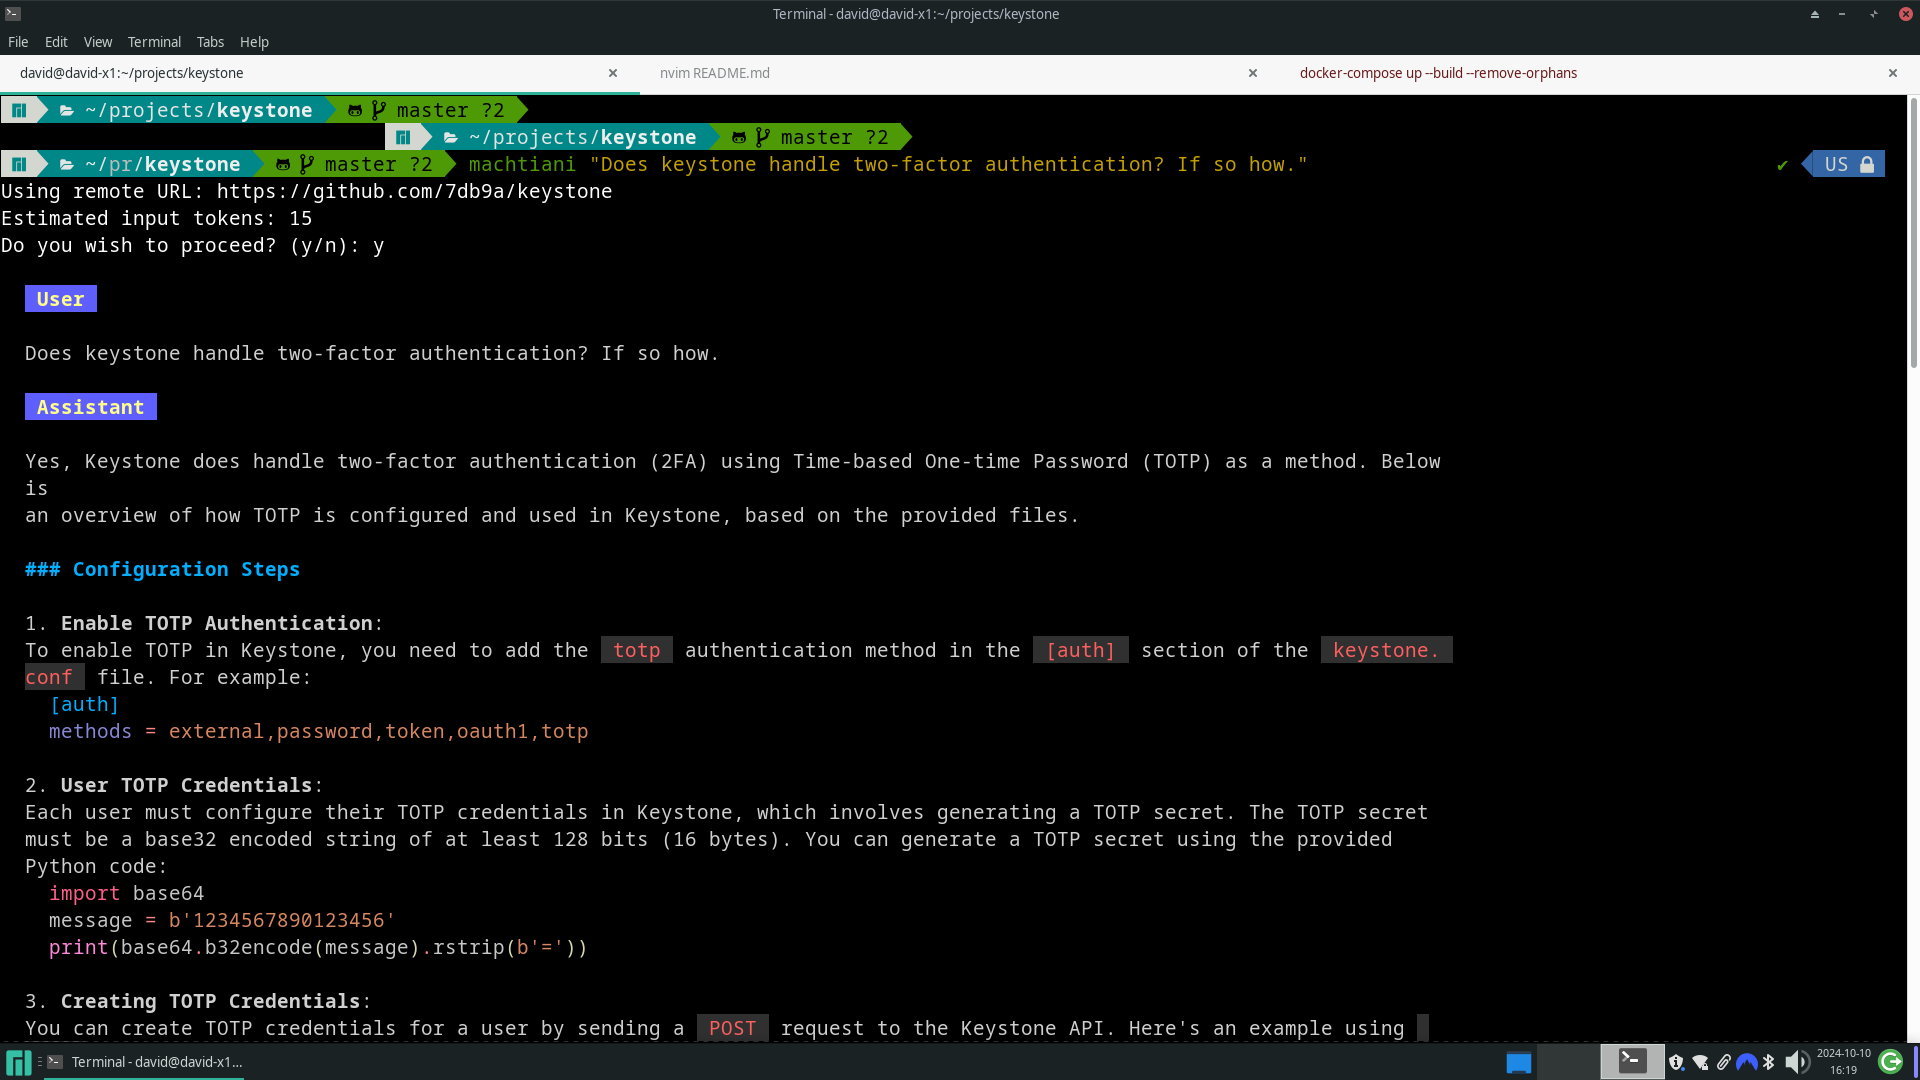 Terminal - david@david-x1:~/projects/keystone
File Edit View Terminal Tabs Help
david@david-x1:~/projects/keystone
nvim README.md
docker-compose up --build --remove-orphans
~/projects/keystone master ?2
~/projects/keystone master ?2
~/pr/keystone master ?2 machtiani "Does keystone handle two-factor authentication? If so how." ✔ US
Using remote URL: https://github.com/7db9a/keystone
Estimated input tokens: 15
Do you wish to proceed? (y/n): y
User
Does keystone handle two-factor authentication? If so how.
Assistant
Yes, Keystone does handle two-factor authentication (2FA) using Time-based One-time Password (TOTP) as a method. Below
is
an overview of how TOTP is configured and used in Keystone, based on the provided files.
### Configuration Steps
1. Enable TOTP Authentication:
To enable TOTP in Keystone, you need to add the totp authentication method in the [auth] section of the keystone.
conf file. For example:
[auth]
methods = external,password,token,oauth1,totp
2. User TOTP Credentials:
Each user must configure their TOTP credentials in Keystone, which involves generating a TOTP secret. The TOTP secret
must be a base32 encoded string of at least 128 bits (16 bytes). You can generate a TOTP secret using the provided
Python code:
import base64
message = b'1234567890123456'
print(base64.b32encode(message).rstrip(b'='))
3. Creating TOTP Credentials:
You can create TOTP credentials for a user by sending a POST request to the Keystone API. Here's an example using
Terminal - david@david-x1...
2024-10-10
16:19